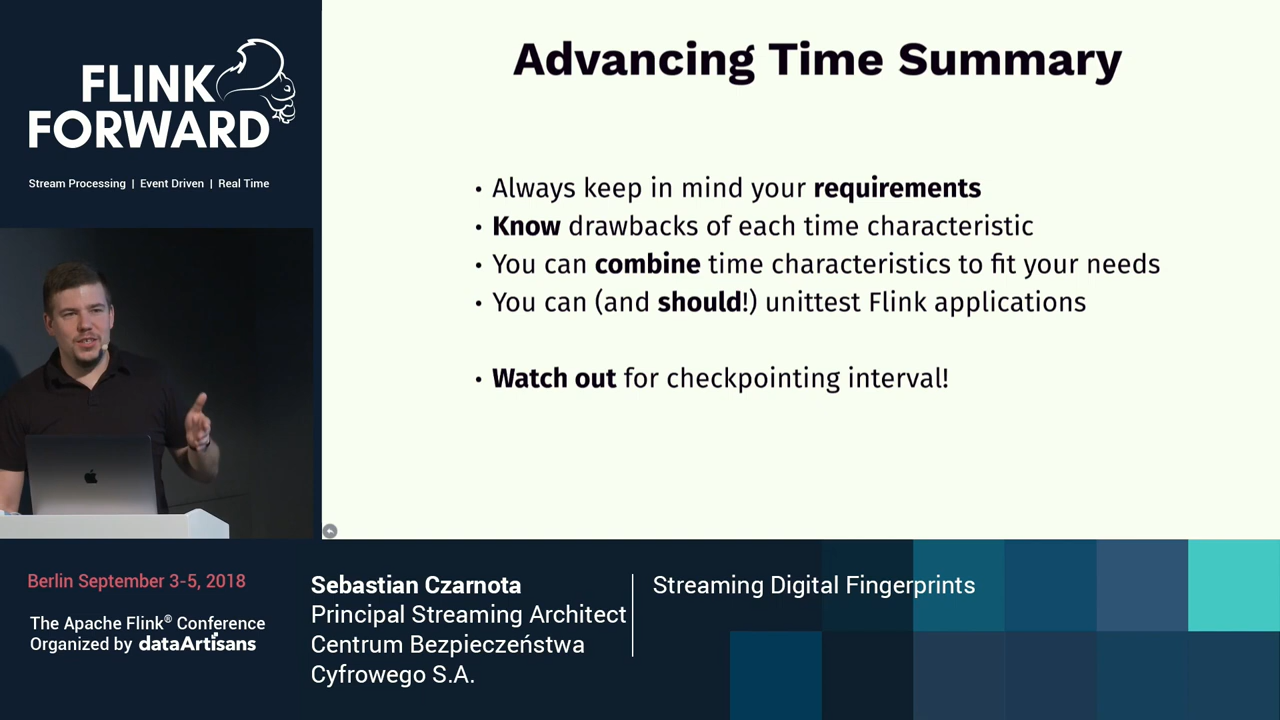 FLINK
FORWARD
Stream Processing | Event Driven | Real Time
Advancing Time Summary
• Always keep in mind your requirements
• Know drawbacks of each time characteristic
• You can combine time characteristics to fit your needs
• You can (and should!) unittest Flink applications
• Watch out for checkpointing interval!
Berlin September 3-5, 2018
The Apache Flink® Conference
Organized by dataArtisans
Sebastian Czarnota
Principal Streaming Architect
Centrum Bezpieczeństwa
Cyfrowego S.A.
Streaming Digital Fingerprints